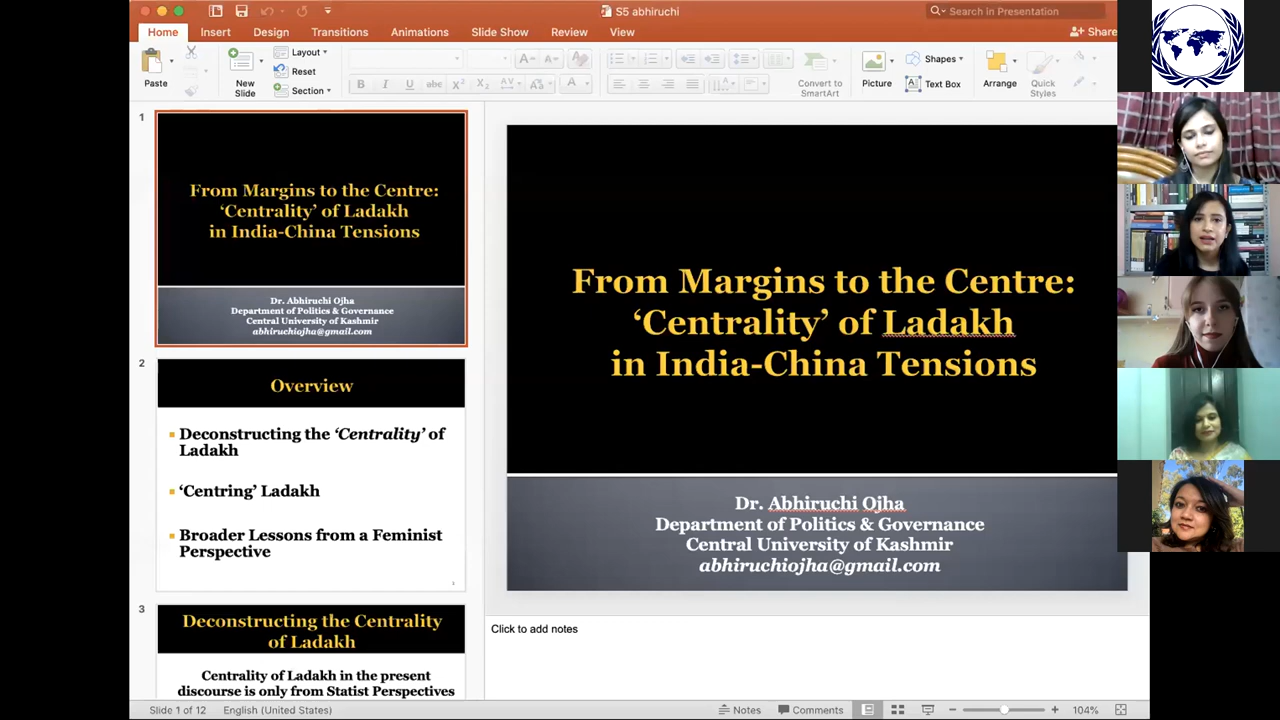 S5 abhiruchi
Search in Presentation
Home Insert Design Transitions Animations Slide Show Review View Share
Paste
New
Slide
Layout
Reset
Section
B I U abc X² X₂ AV Aa A
Convert to
SmartArt
Picture
Shapes
Text Box
Arrange
Quick
Styles
1
From Margins to the Centre:
‘Centrality’ of Ladakh
in India-China Tensions
Dr. Abhiruchi Ojha
Department of Politics & Governance
Central University of Kashmir
abhiruchiojha@gmail.com
2
Overview
Deconstructing the ‘Centrality’ of
Ladakh
‘Centring’ Ladakh
Broader Lessons from a Feminist
Perspective
3
Deconstructing the Centrality
of Ladakh
Centrality of Ladakh in the present
discourse is only from Statist Perspectives
From Margins to the Centre:
‘Centrality’ of Ladakh
in India-China Tensions
Dr. Abhiruchi Ojha
Department of Politics & Governance
Central University of Kashmir
abhiruchiojha@gmail.com
Click to add notes
Slide 1 of 12 English (United States) Notes Comments 104%